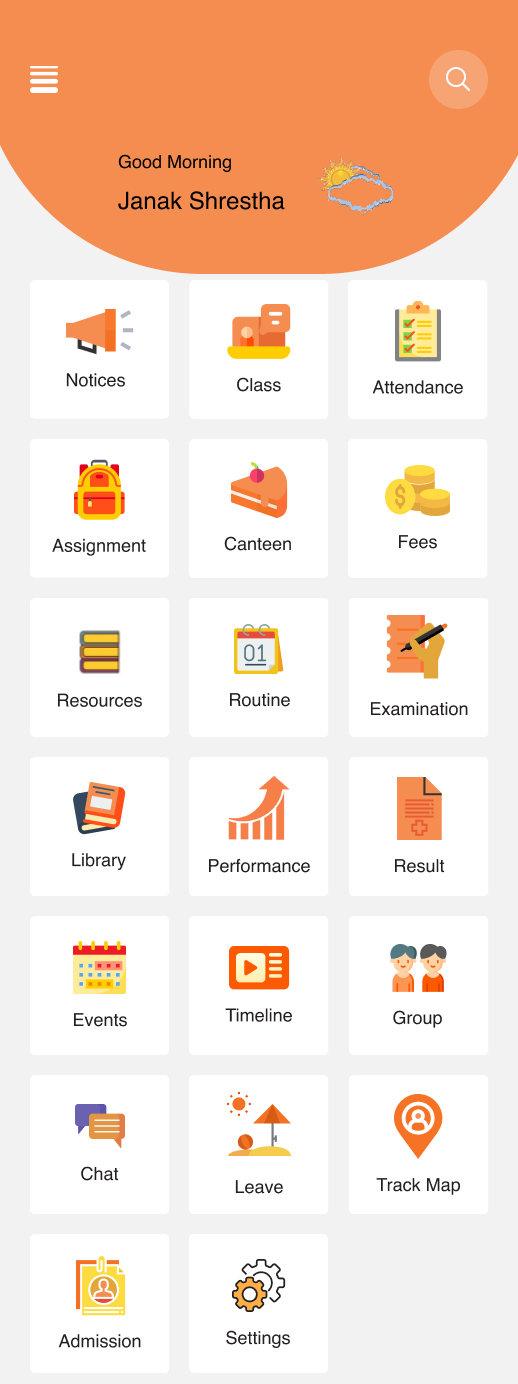 Good Morning
Janak Shrestha
Notices
Class
Attendance
Assignment
Canteen
Fees
01
Resources
Routine
Examination
Library
Performance
Result
Events
Timeline
Group
Chat
Leave
Track Map
Admission
Settings